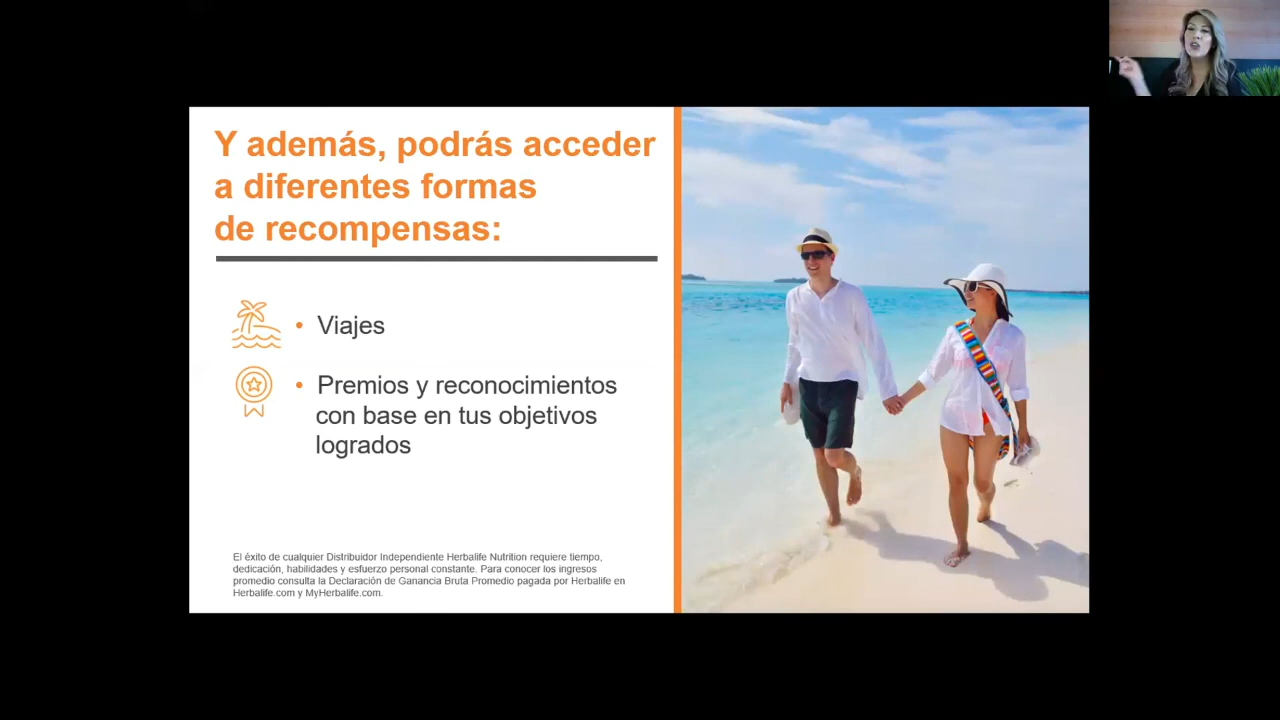 Y además, podrás acceder
a diferentes formas
de recompensas:
• Viajes
• Premios y reconocimientos
con base en tus objetivos
logrados
El éxito de cualquier Distribuidor Independiente Herbalife Nutrition requiere tiempo,
dedicación, habilidades y esfuerzo personal constante. Para conocer los ingresos
promedio consulta la Declaración de Ganancia Bruta Promedio pagada por Herbalife en
Herbalife.com y MyHerbalife.com.